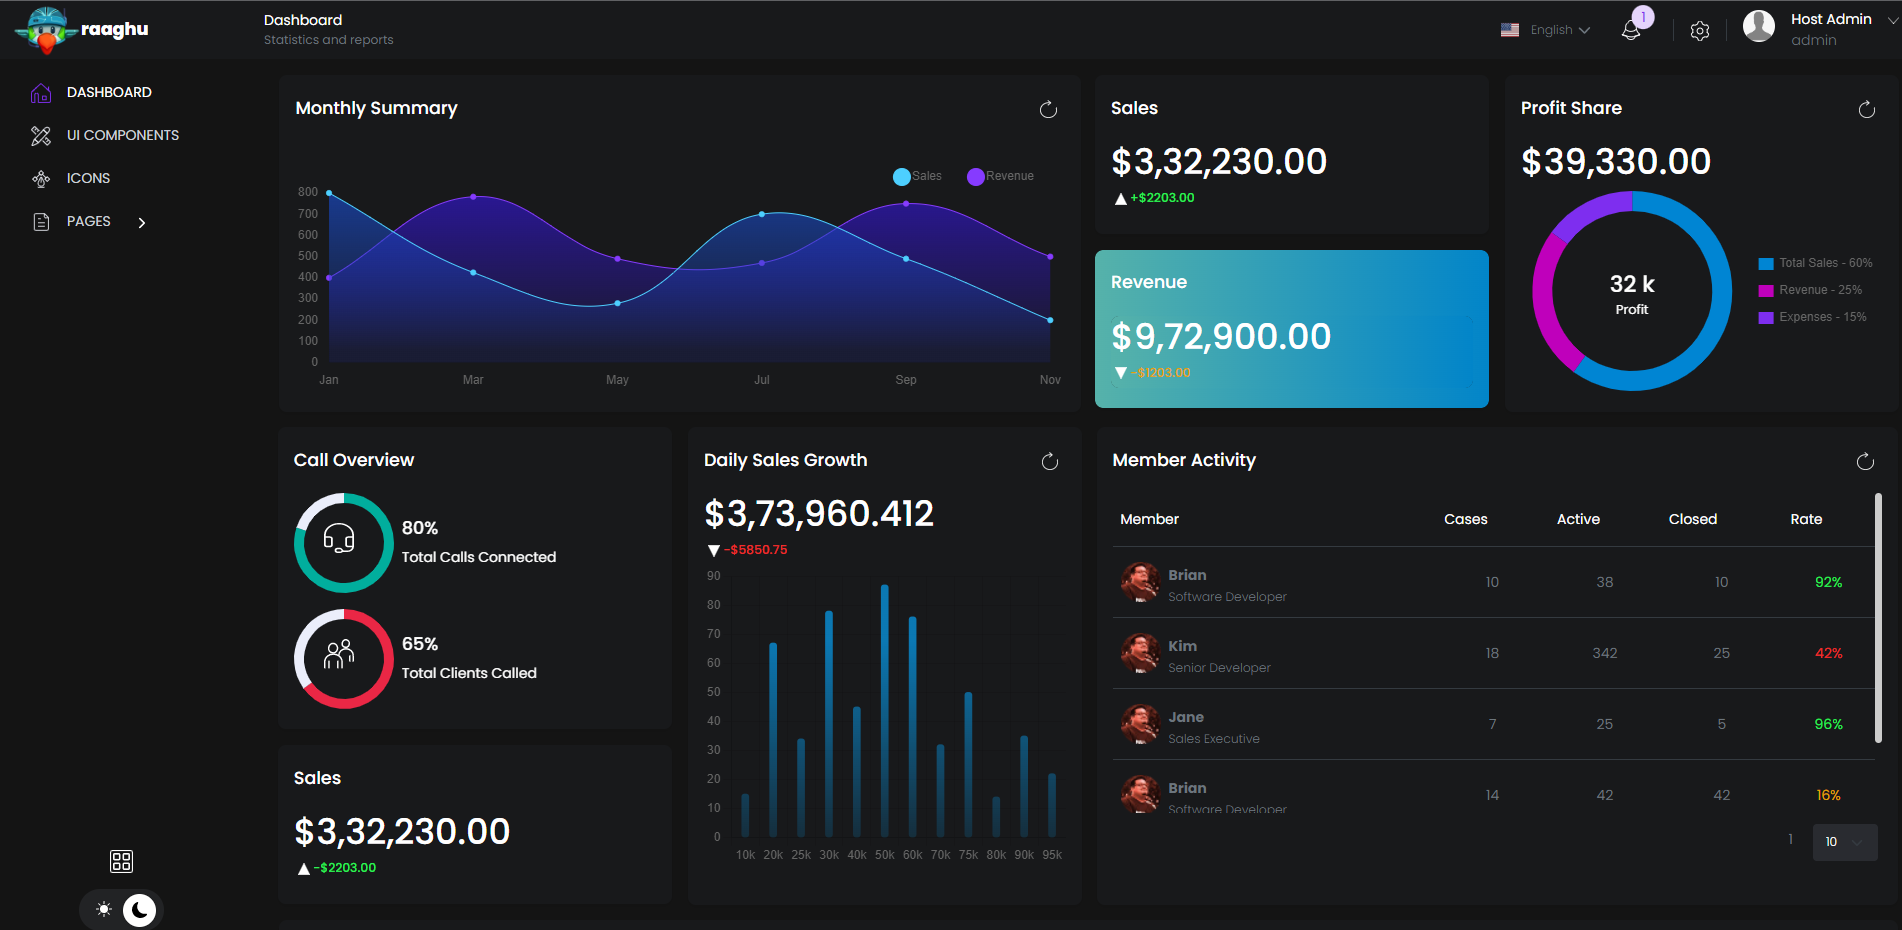 raaghu
Dashboard
Statistics and reports
English
1
Host Admin
admin
DASHBOARD
UI COMPONENTS
ICONS
PAGES
Monthly Summary
Sales
Revenue
800
700
600
500
400
300
200
100
0
Jan
Mar
May
Jul
Sep
Nov
Sales
$3,32,230.00
+$2203.00
Revenue
$9,72,900.00
-$1203.00
Profit Share
$39,330.00
32 k
Profit
Total Sales - 60%
Revenue - 25%
Expenses - 15%
Call Overview
80%
Total Calls Connected
65%
Total Clients Called
Sales
$3,32,230.00
-$2203.00
Daily Sales Growth
$3,73,960.412
-$5850.75
90
80
70
60
50
40
30
20
10
0
10k 20k 25k 30k 40k 50k 60k 70k 75k 80k 90k 95k
Member Activity
Member Cases Active Closed Rate
Brian
Software Developer
10 38 10 92%
Kim
Senior Developer
18 342 25 42%
Jane
Sales Executive
7 25 5 96%
Brian
Software Developer
14 42 42 16%
1
10